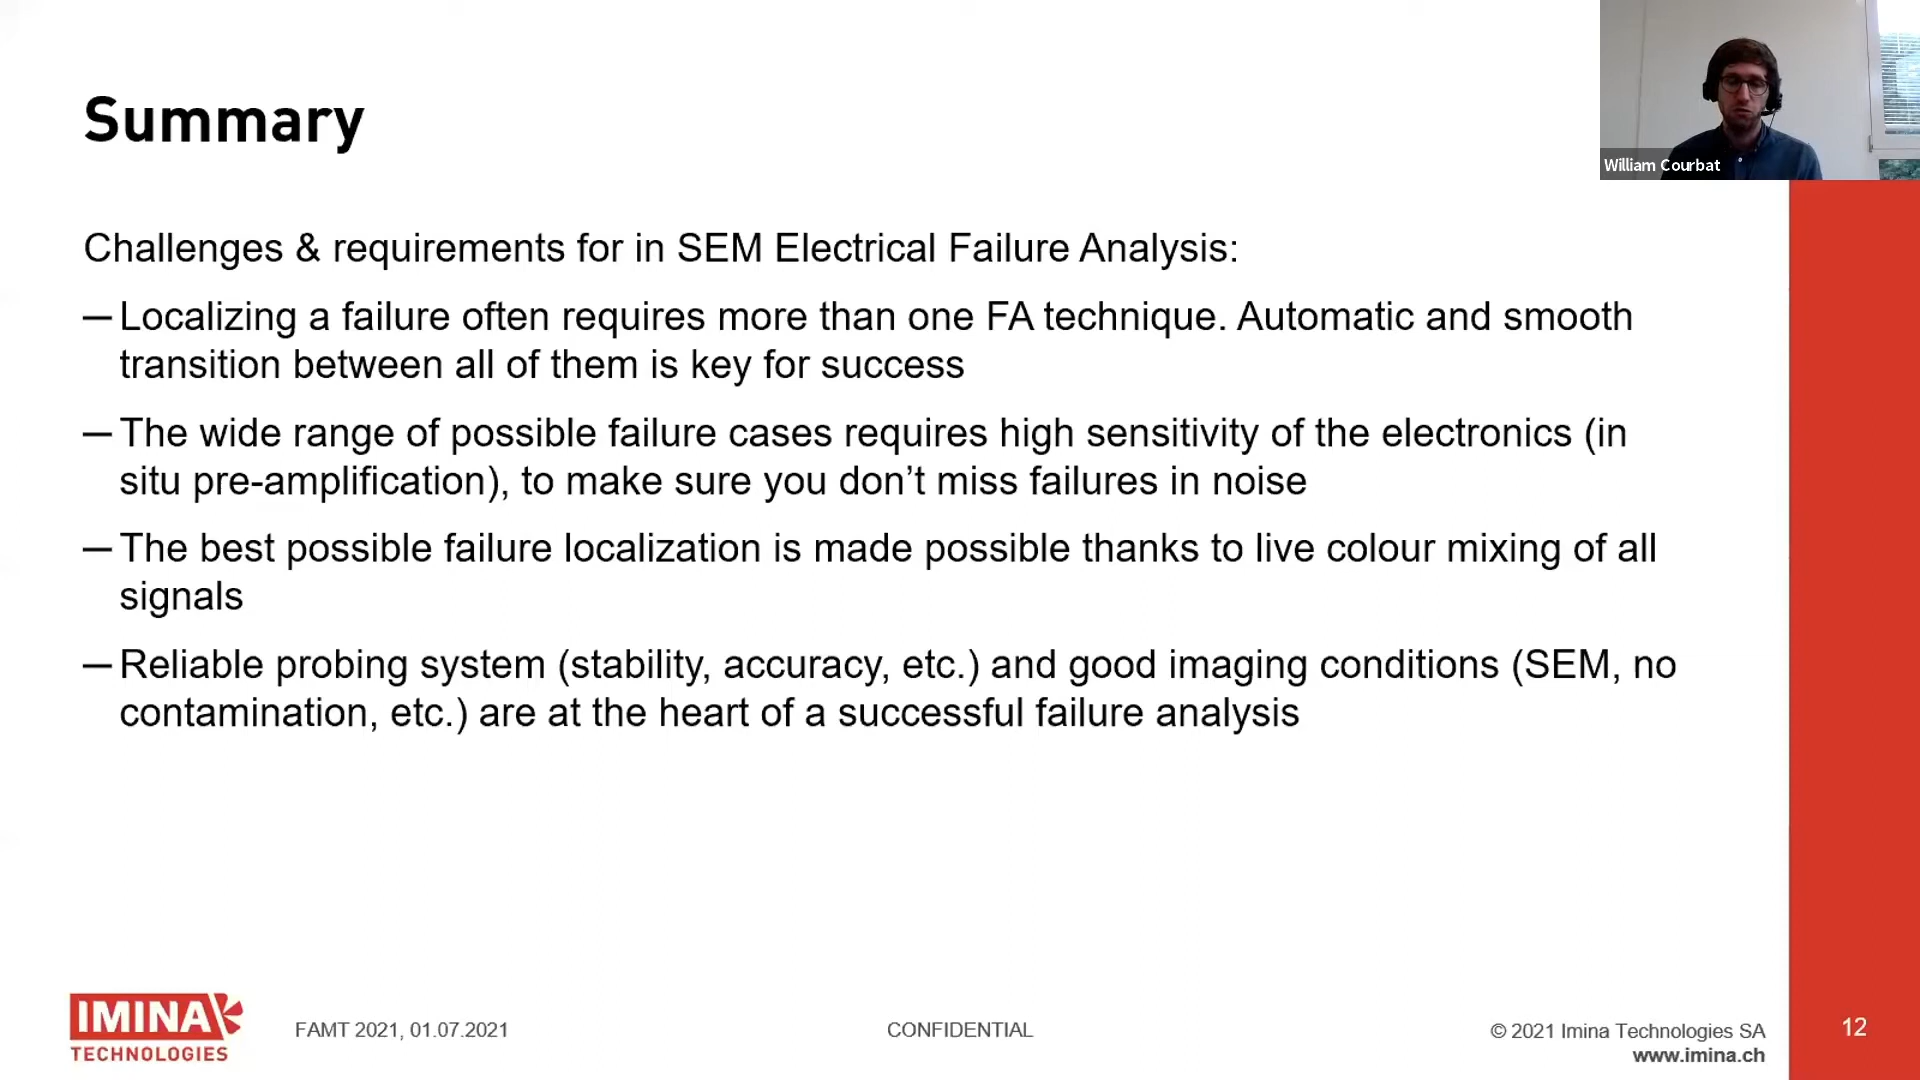 Summary
William Courbat
Challenges & requirements for in SEM Electrical Failure Analysis:
— Localizing a failure often requires more than one FA technique. Automatic and smooth
transition between all of them is key for success
— The wide range of possible failure cases requires high sensitivity of the electronics (in
situ pre-amplification), to make sure you don’t miss failures in noise
— The best possible failure localization is made possible thanks to live colour mixing of all
signals
— Reliable probing system (stability, accuracy, etc.) and good imaging conditions (SEM, no
contamination, etc.) are at the heart of a successful failure analysis
IMINA
TECHNOLOGIES
FAMT 2021, 01.07.2021
CONFIDENTIAL
© 2021 Imina Technologies SA
www.imina.ch
12